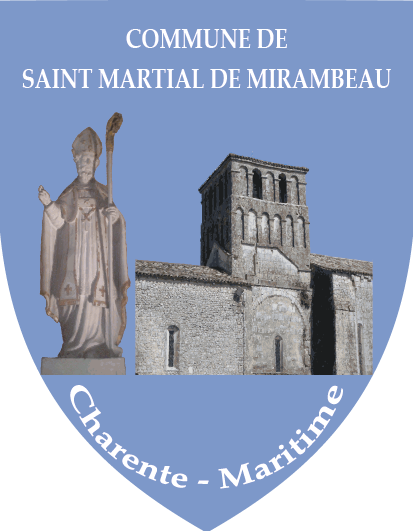 COMMUNE DE
SAINT MARTIAL DE MIRAMBEAU
Charente - Maritime